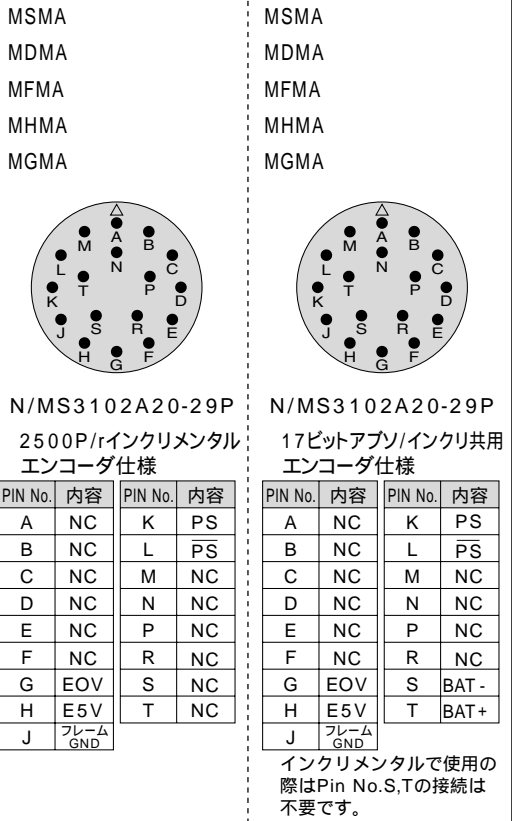 MSMA
MDMA
MFMA
MHMA
MGMA
A
M
B
L
N
C
K
T
P
D
J
S
R
E
H
G
F
N/MS3102A20-29P
2500P/rインクリメンタル
エンコーダ仕様
PIN No. 内容 PIN No. 内容
A NC K PS
B NC L P̅S̅
C NC M NC
D NC N NC
E NC P NC
F NC R NC
G EOV S NC
H E5V T NC
J フレーム
GND
MSMA
MDMA
MFMA
MHMA
MGMA
A
M
B
L
N
C
K
T
P
D
J
S
R
E
H
G
F
N/MS3102A20-29P
17ビットアブソ/インクリ共用
エンコーダ仕様
PIN No. 内容 PIN No. 内容
A NC K PS
B NC L P̅S̅
C NC M NC
D NC N NC
E NC P NC
F NC R NC
G EOV S BAT-
H E5V T BAT+
J フレーム
GND
インクリメンタルで使用の
際はPin No.S,Tの接続は
不要です。